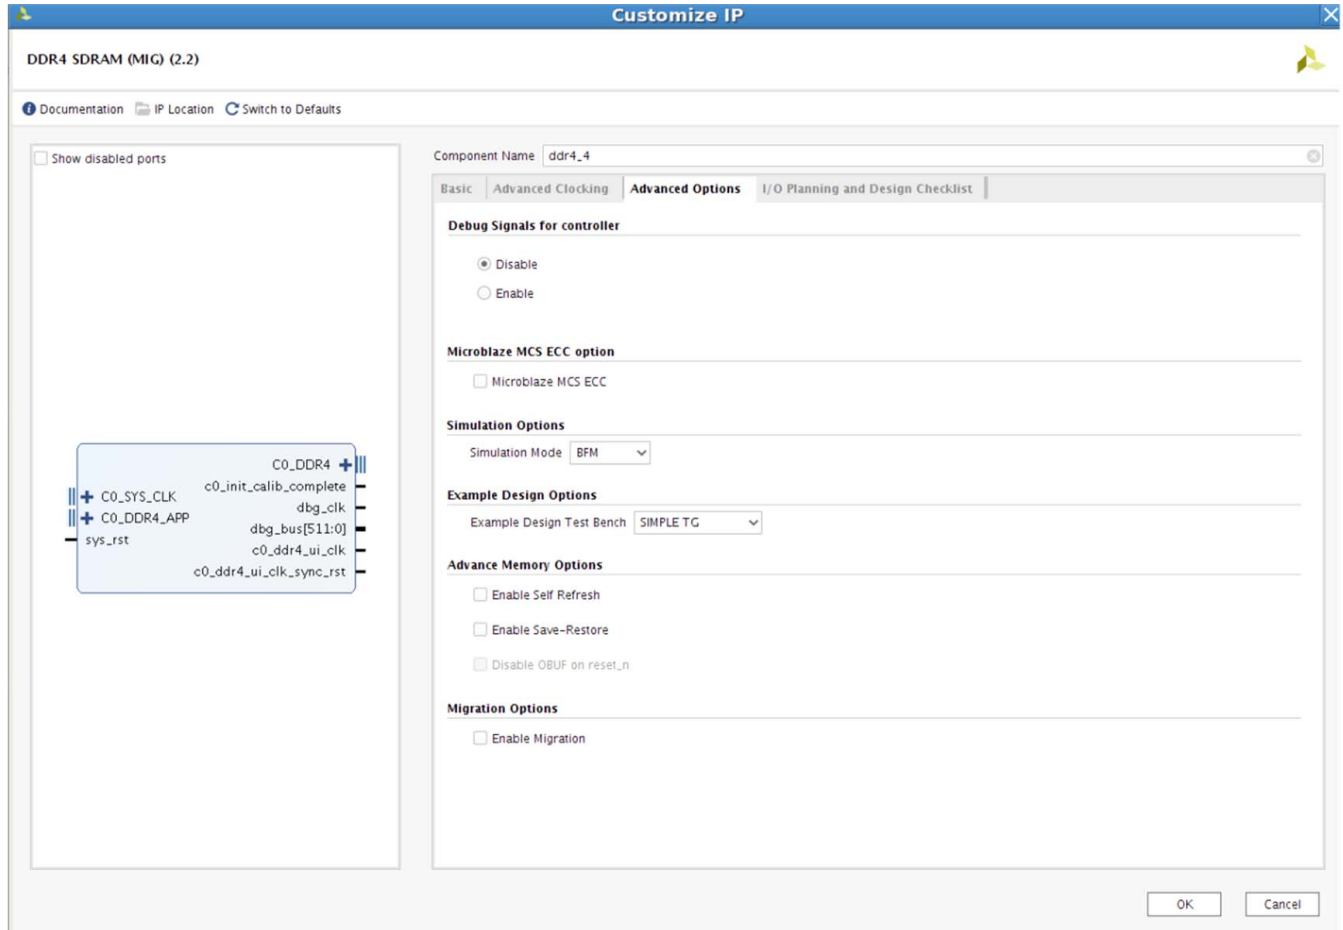 Customize IP
DDR4 SDRAM (MIG) (2.2)
Documentation IP Location Switch to Defaults
Show disabled ports
C0_SYS_CLK
C0_DDR4_APP
sys_rst
C0_DDR4
c0_init_calib_complete
dbg_clk
dbg_bus[511:0]
c0_ddr4_ui_clk
c0_ddr4_ui_clk_sync_rst
Component Name ddr4_4
Basic Advanced Clocking Advanced Options I/O Planning and Design Checklist
Debug Signals for controller
Disable
Enable
Microblaze MCS ECC option
Microblaze MCS ECC
Simulation Options
Simulation Mode BFM
Example Design Options
Example Design Test Bench SIMPLE TG
Advance Memory Options
Enable Self Refresh
Enable Save-Restore
Disable OBUF on reset_n
Migration Options
Enable Migration
OK Cancel